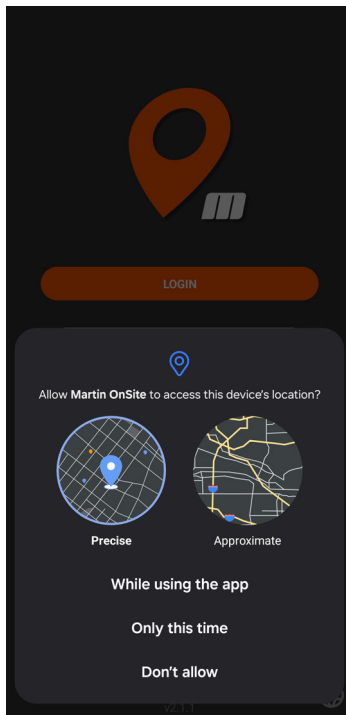 LOGIN
Allow Martin OnSite to access this device's location?
Precise
Approximate
While using the app
Only this time
Don't allow
v2.1.1